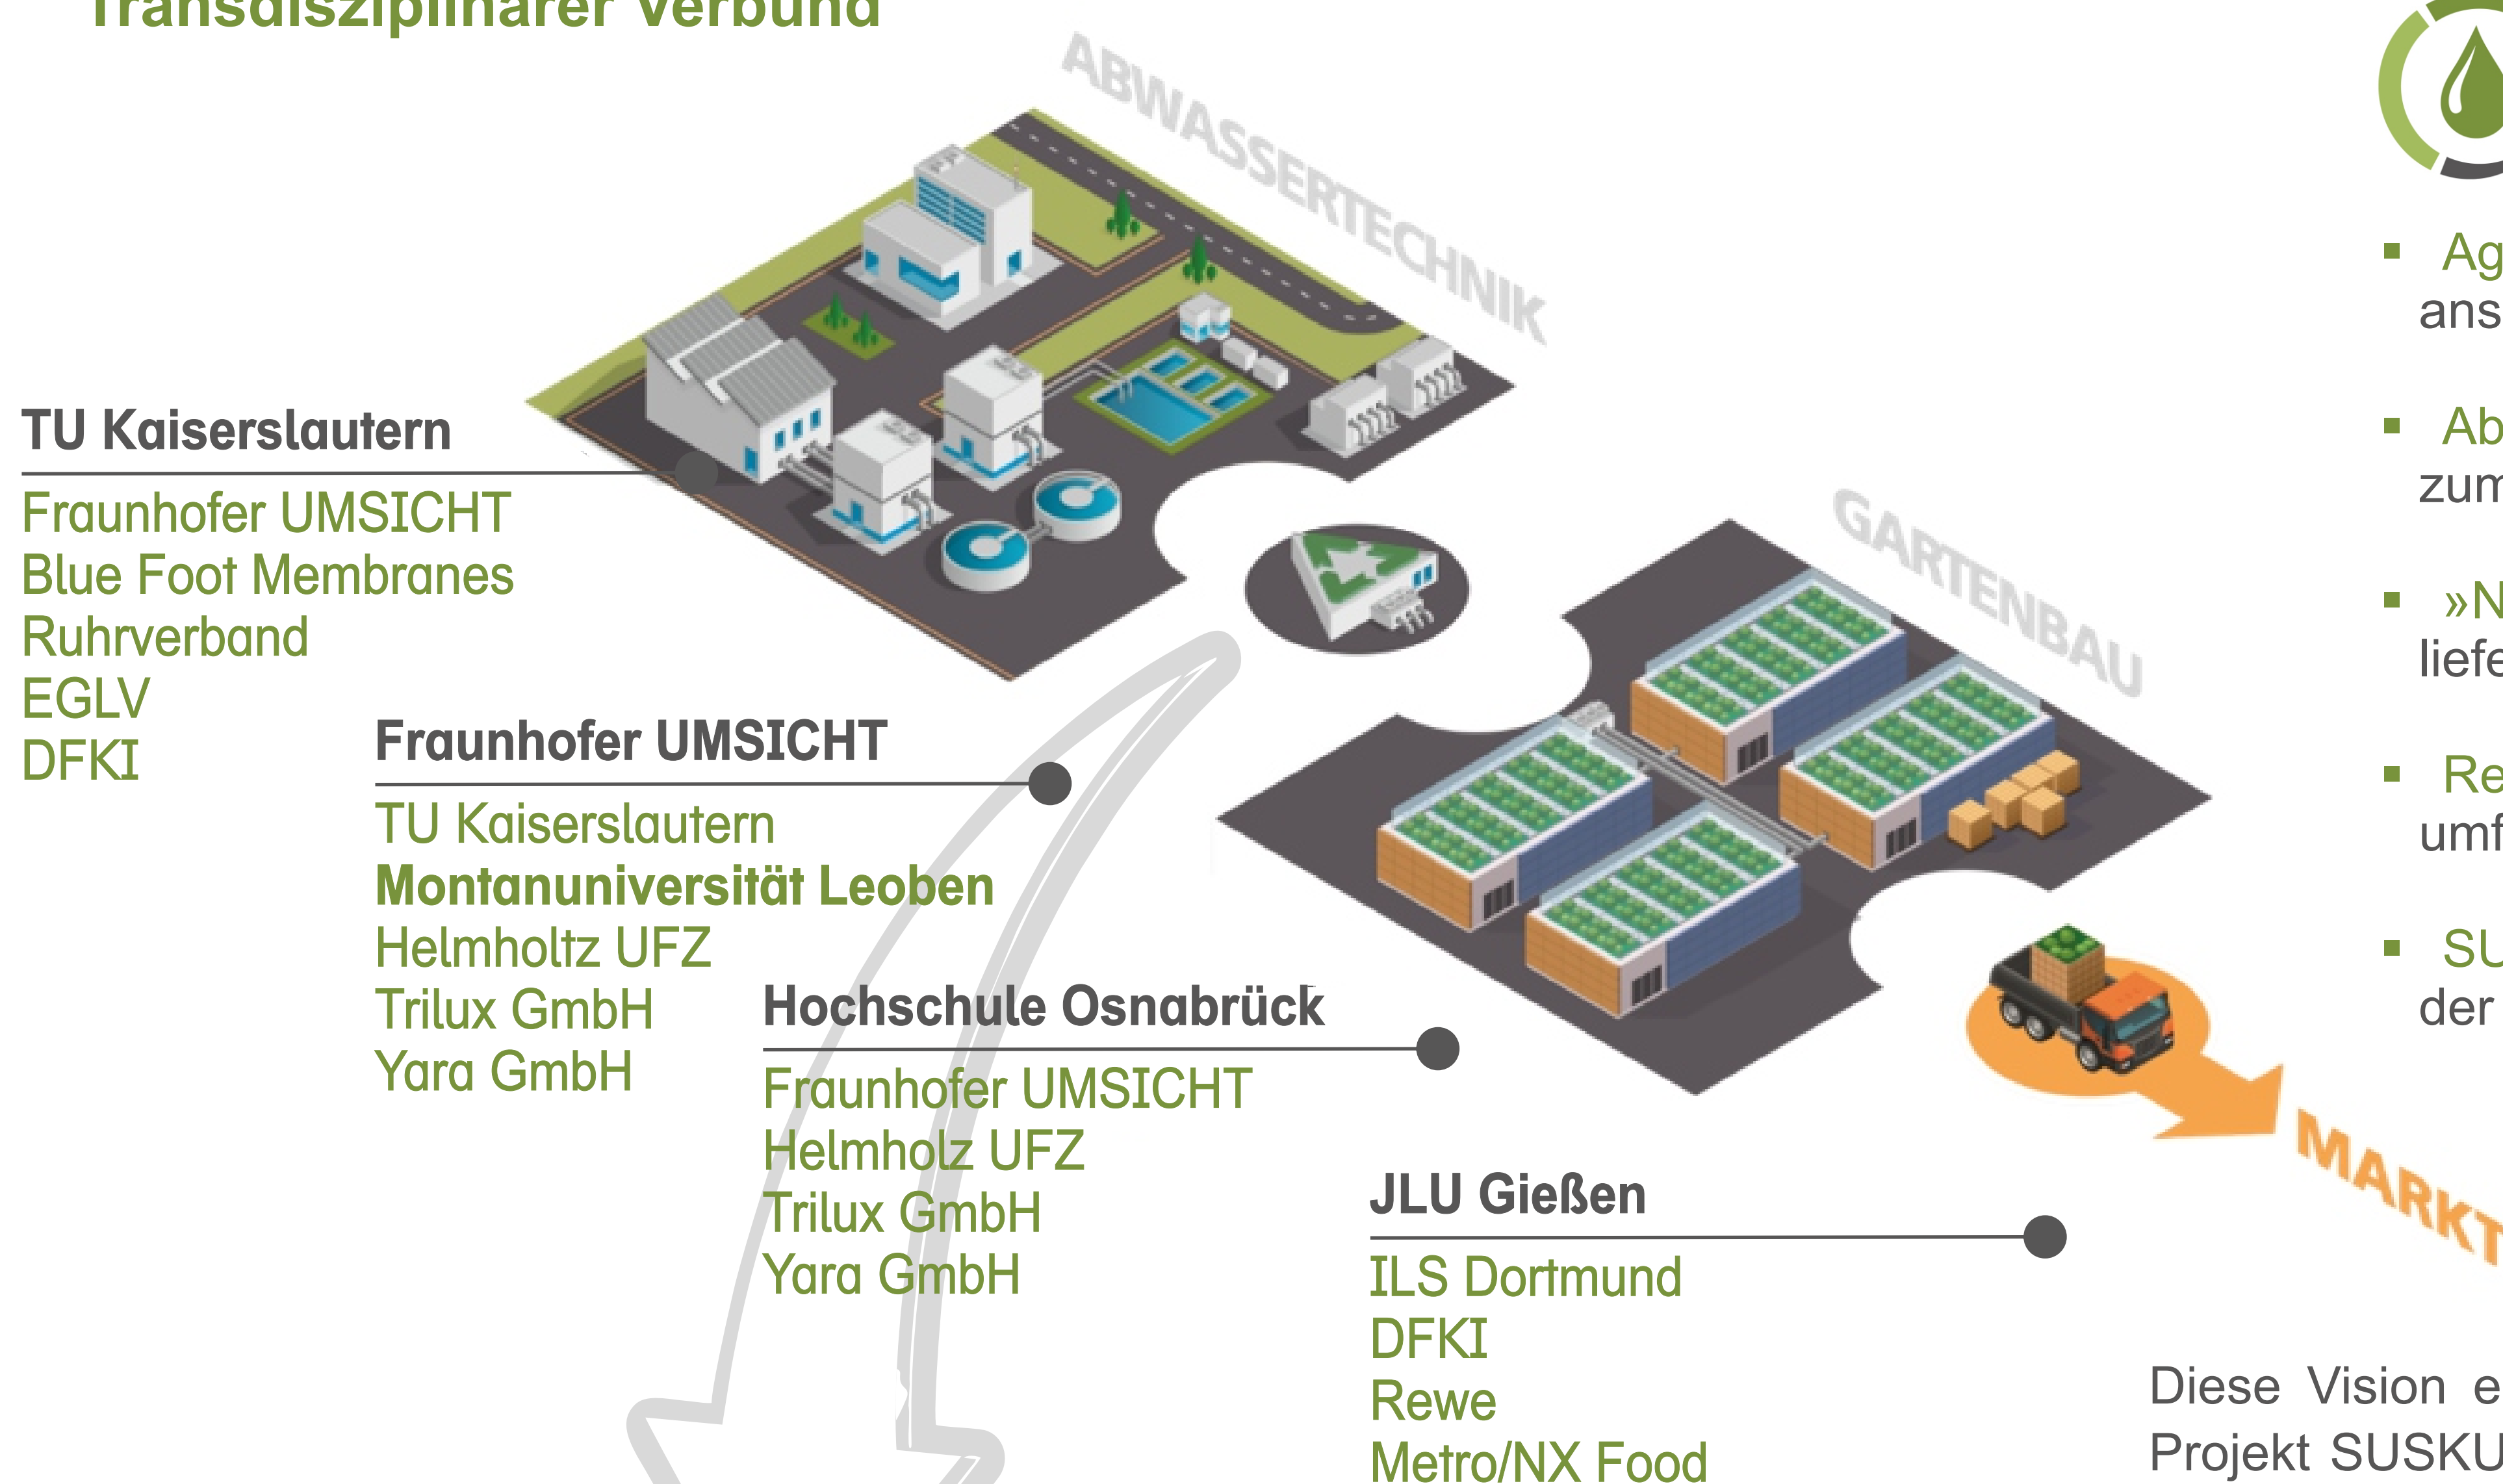 Transdisziplinärer Verbund
ABWASSERTECHNIK
GARTENBAU
MARKT
TU Kaiserslautern
Fraunhofer UMSICHT
Blue Foot Membranes
Ruhrverband
EGLV
DFKI
Fraunhofer UMSICHT
TU Kaiserslautern
Montanuniversität Leoben
Helmholtz UFZ
Trilux GmbH
Yara GmbH
Hochschule Osnabrück
Fraunhofer UMSICHT
Helmholz UFZ
Trilux GmbH
Yara GmbH
JLU Gießen
ILS Dortmund
DFKI
Rewe
Metro/NX Food
der
Diese Vision
Projekt